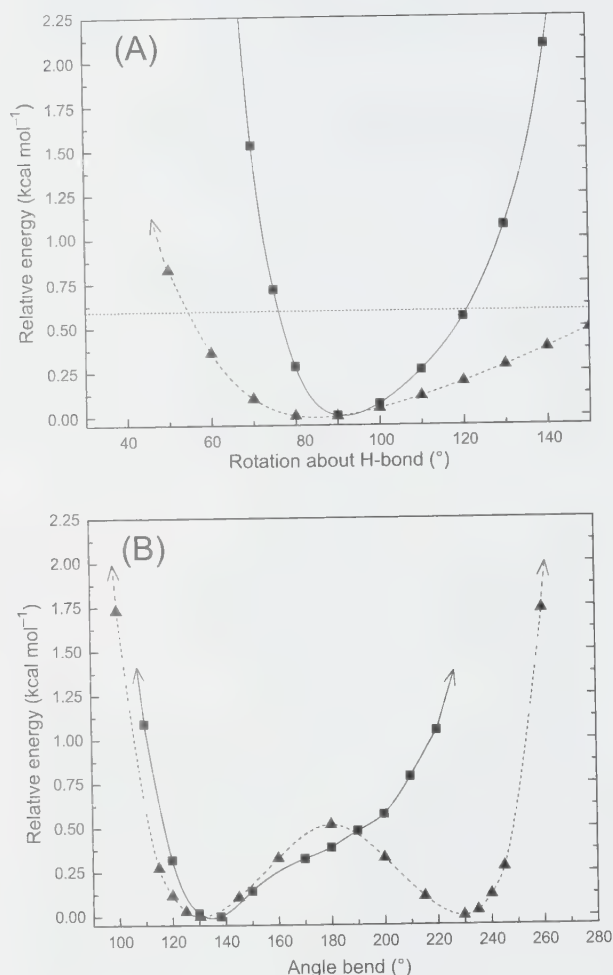 (A)
Relative energy (kcal mol⁻¹)
2.25
2.00
1.75
1.50
1.25
1.00
0.75
0.50
0.25
0.00
40 60 80 100 120 140
Rotation about H-bond (°)
(B)
Relative energy (kcal mol⁻¹)
2.25
2.00
1.75
1.50
1.25
1.00
0.75
0.50
0.25
0.00
100 120 140 160 180 200 220 240 260 280
Angle bend (°)